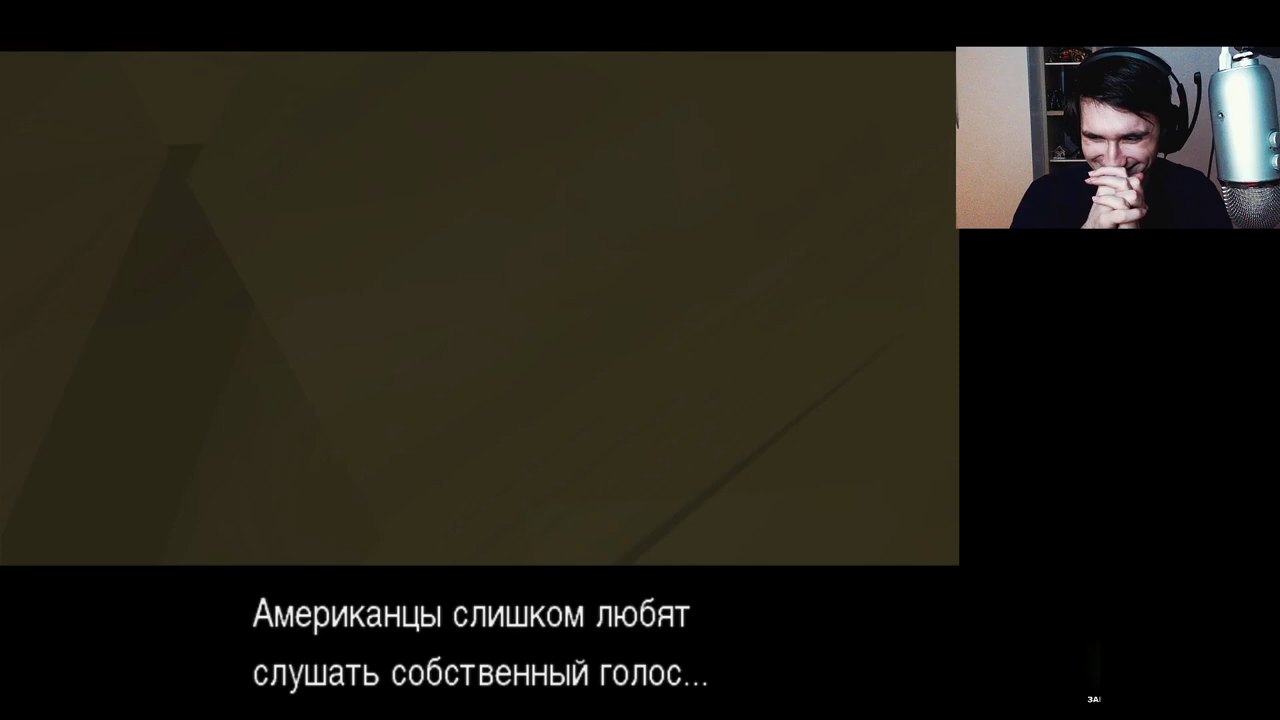 Американцы слишком любят
слушать собственный голос...